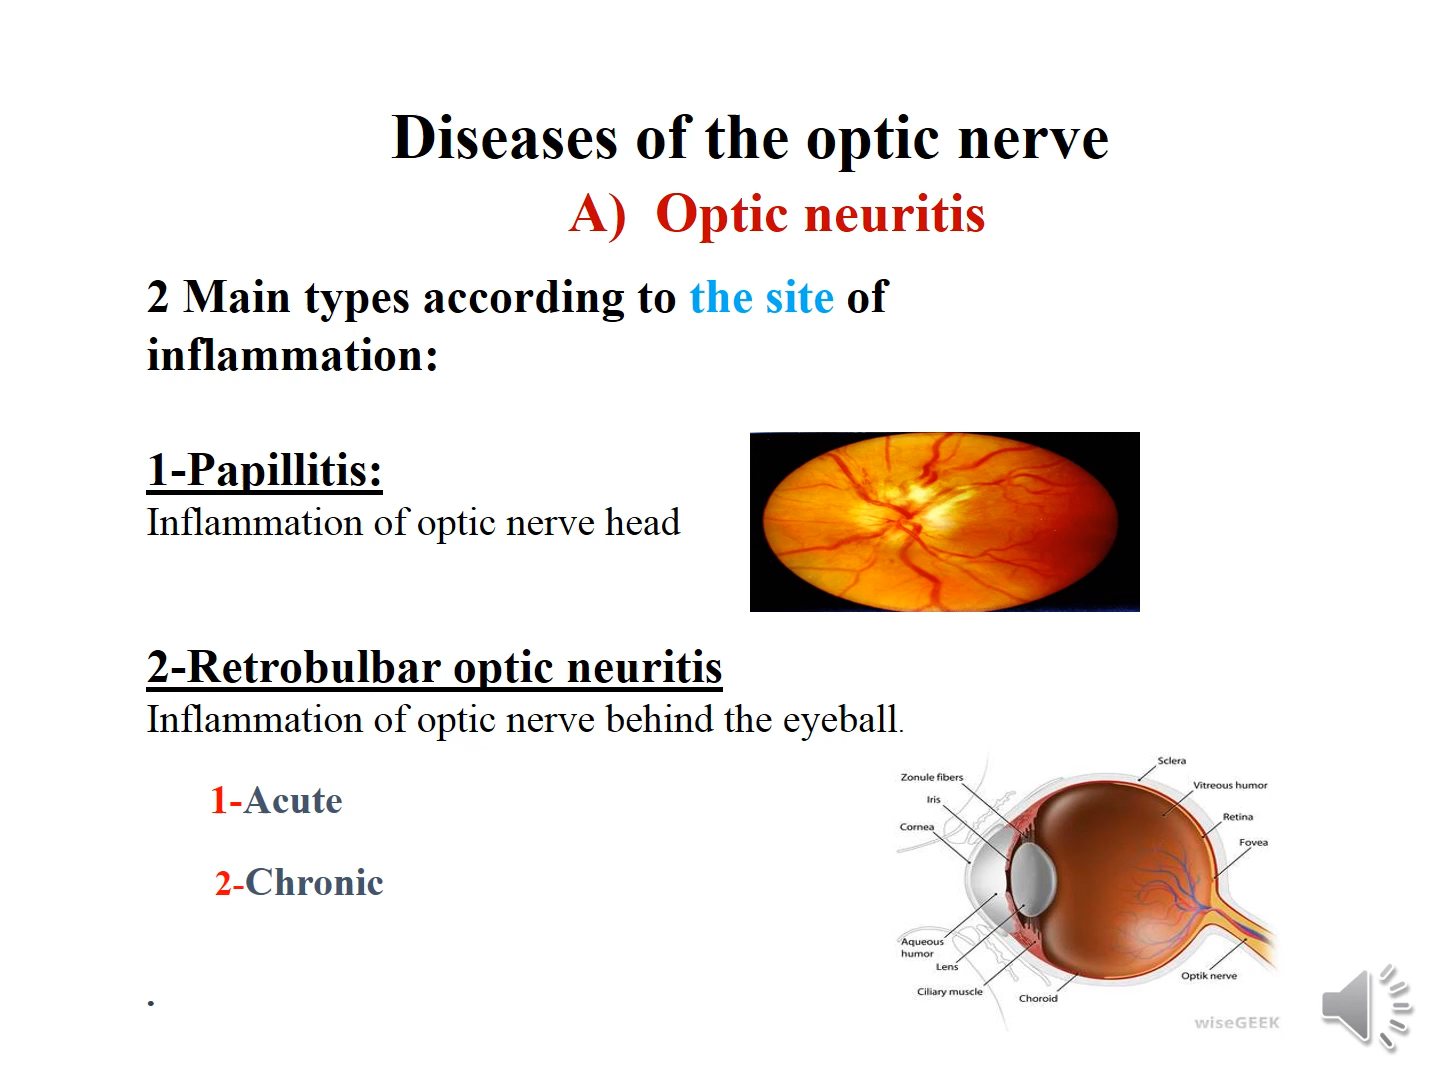 Diseases of the optic nerve
A) Optic neuritis
2 Main types according to the site of
inflammation:
1-Papillitis:
Inflammation of optic nerve head
2-Retrobulbar optic neuritis
Inflammation of optic nerve behind the eyeball.
1-Acute
2-Chronic
.
Sclera
Zonule fibers
Vitreous humor
Iris
Retina
Cornea
Fovea
Aqueous
humor
Lens
Optik nerve
Ciliary muscle
Choroid
wiseGEEK